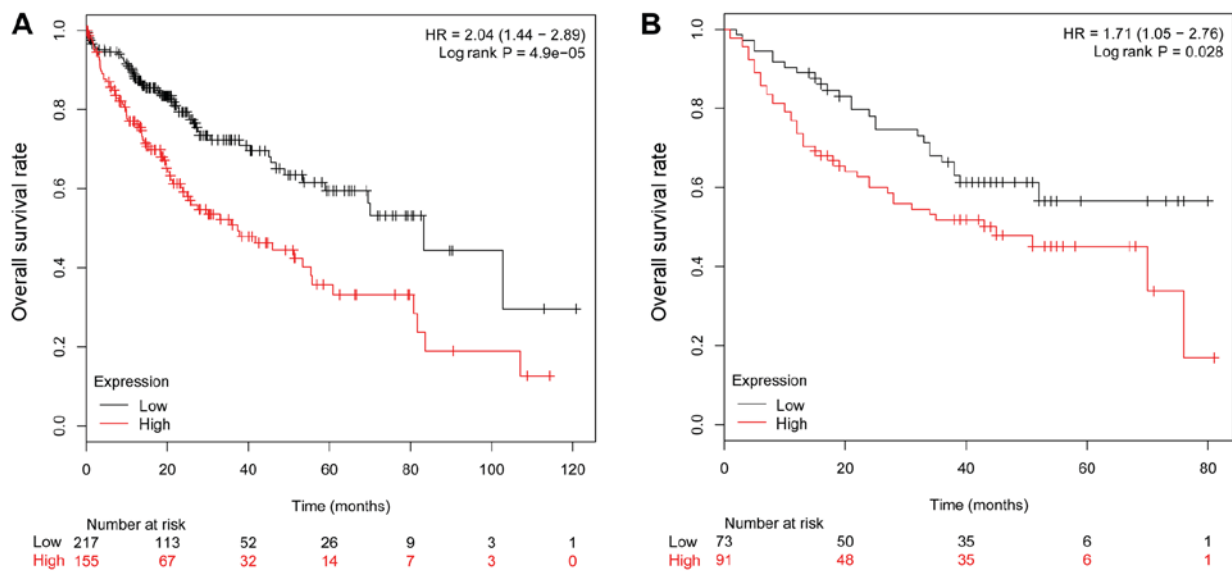 A
HR = 2.04 (1.44 − 2.89)
Log rank P = 4.9e−05
Overall survival rate
1.0
0.8
0.6
0.4
0.2
0.0
Expression
Low
High
0 20 40 60 80 100 120
Time (months)
Number at risk
Low 217 113 52 26 9 3 1
High 155 67 32 14 7 3 0
B
HR = 1.71 (1.05 − 2.76)
Log rank P = 0.028
Overall survival rate
1.0
0.8
0.6
0.4
0.2
0.0
Expression
Low
High
0 20 40 60 80
Time (months)
Number at risk
Low 73 50 35 6 1
High 91 48 35 6 1